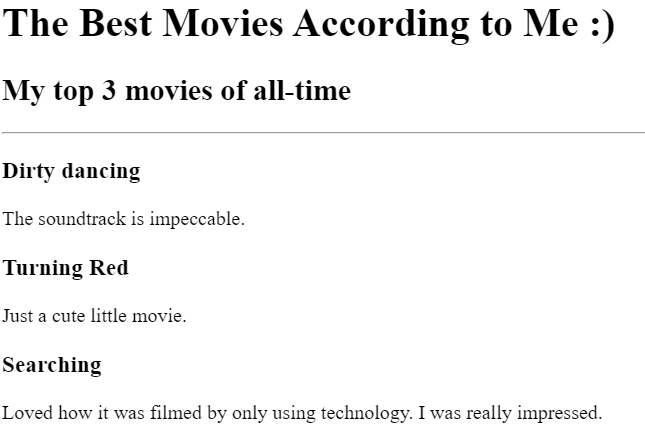 The Best Movies According to Me :)
My top 3 movies of all-time
Dirty dancing
The soundtrack is impeccable.
Turning Red
Just a cute little movie.
Searching
Loved how it was filmed by only using technology. I was really impressed.